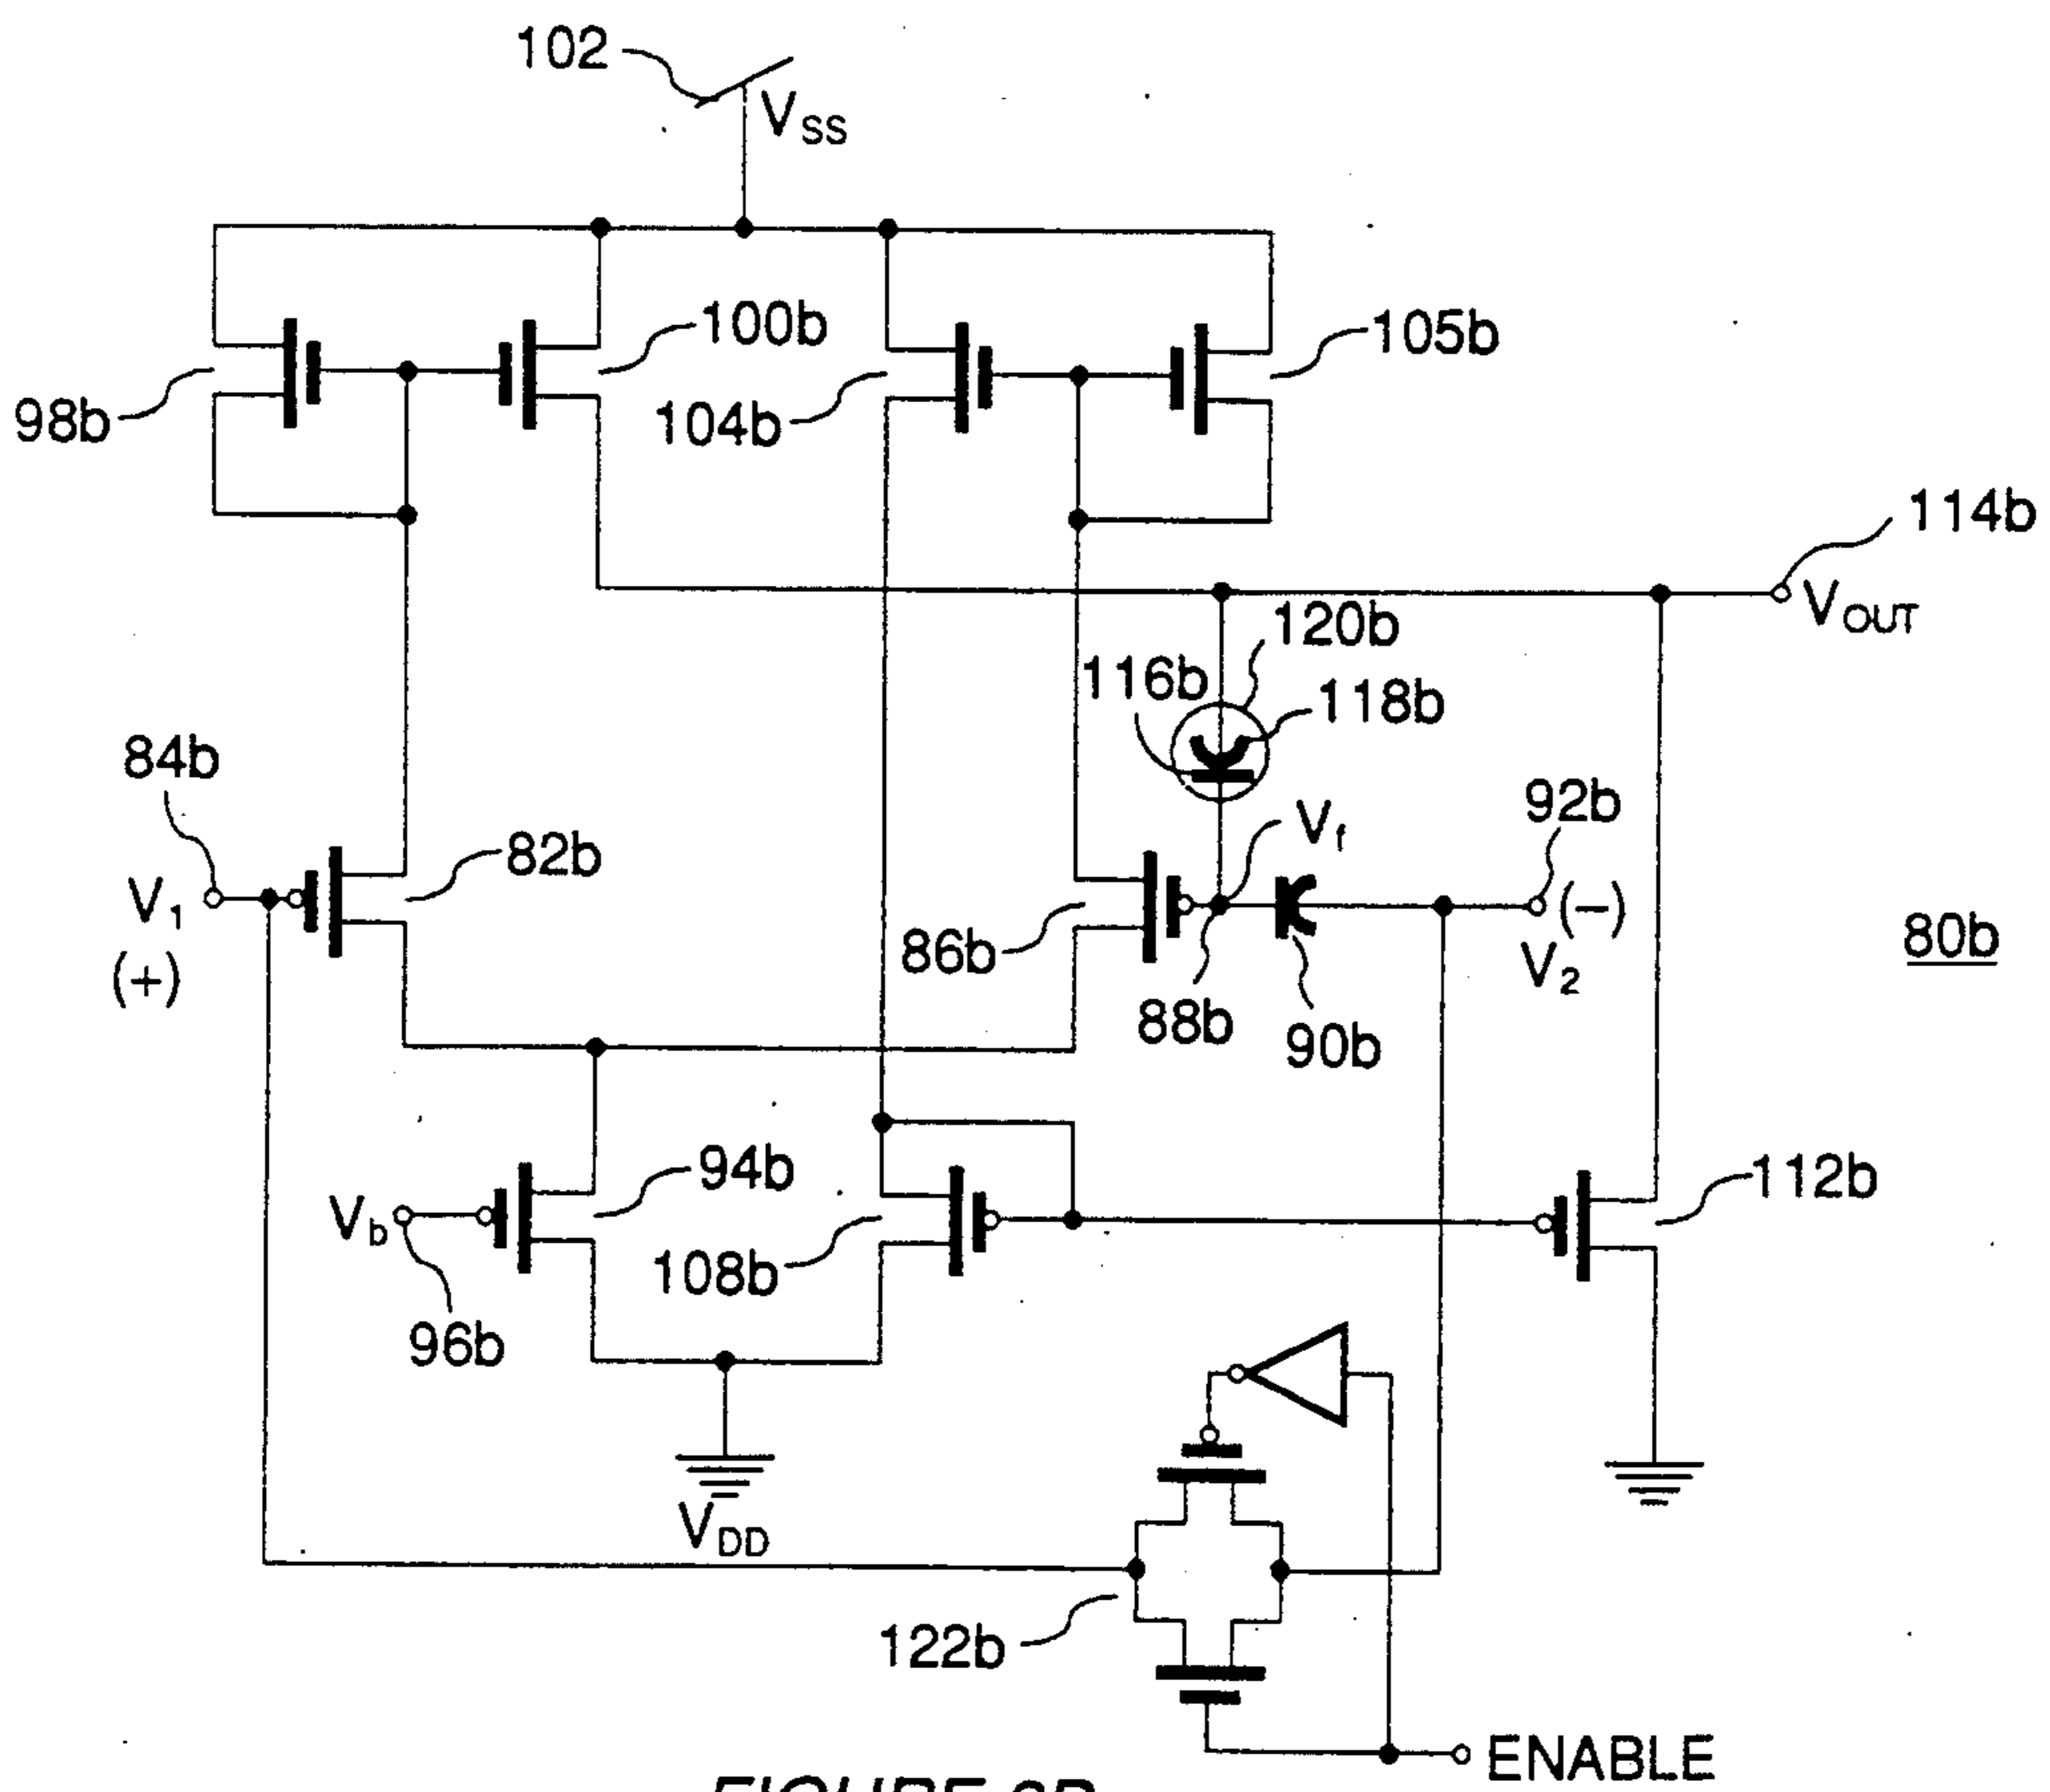 102
VSS
100b
105b
98b
104b
114b
VOUT
120b
116b
118b
84b
92b
Vf
82b
V1
(+)
(−)
86b
V2
80b
88b
90b
94b
112b
Vb
108b
96b
VDD
122b
ENABLE